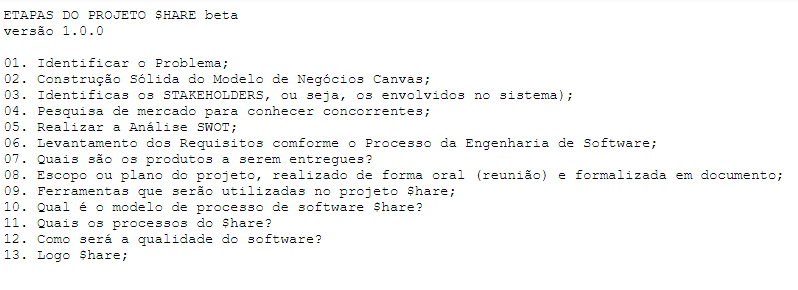 ETAPAS DO PROJETO $HARE beta
versão 1.0.0

01. Identificar o Problema;
02. Construção Sólida do Modelo de Negócios Canvas;
03. Identificas os STAKEHOLDERS, ou seja, os envolvidos no sistema);
04. Pesquisa de mercado para conhecer concorrentes;
05. Realizar a Análise SWOT;
06. Levantamento dos Requisitos comforme o Processo da Engenharia de Software;
07. Quais são os produtos a serem entregues?
08. Escopo ou plano do projeto, realizado de forma oral (reunião) e formalizada em documento;
09. Ferramentas que serão utilizadas no projeto $hare;
10. Qual é o modelo de processo de software $hare?
11. Quais os processos do $hare?
12. Como será a qualidade do software?
13. Logo $hare;